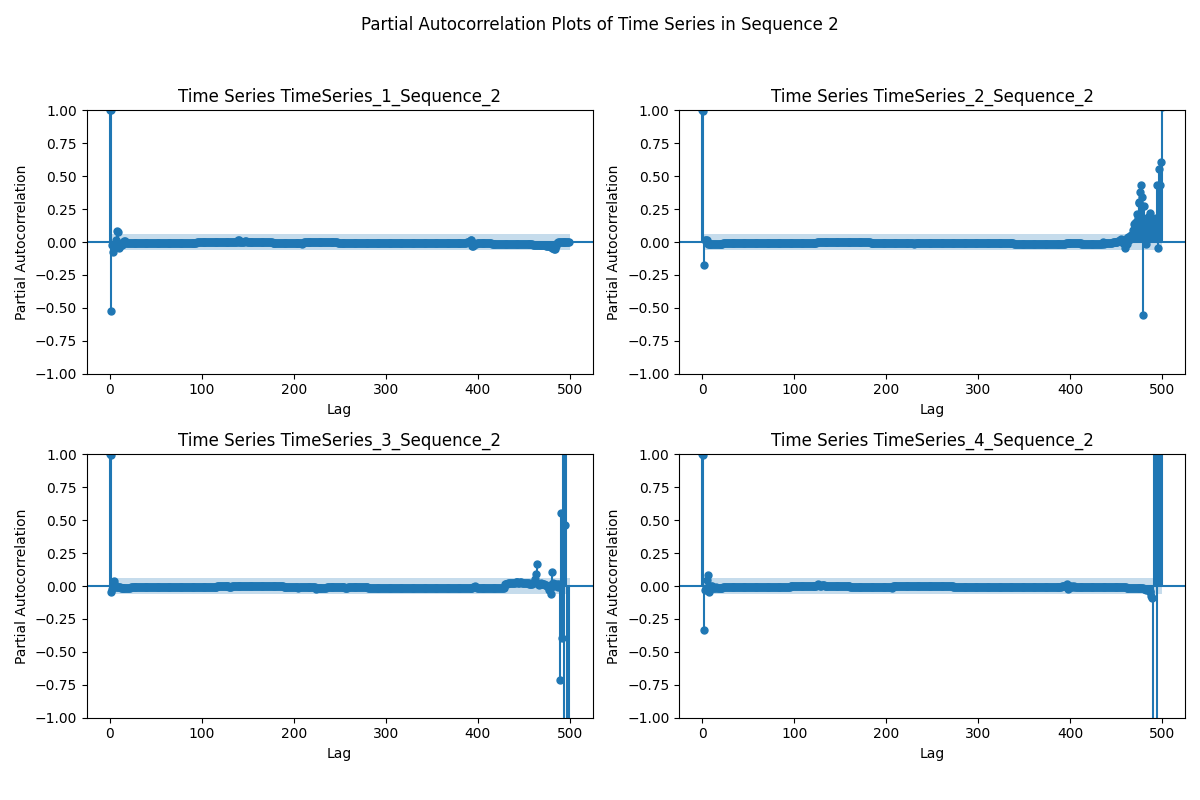 Partial Autocorrelation Plots of Time Series in Sequence 2
Time Series TimeSeries_1_Sequence_2
1.00
0.75
0.50
0.25
0.00
−0.25
−0.50
−0.75
−1.00
Partial Autocorrelation
0 100 200 300 400 500
Lag
Time Series TimeSeries_2_Sequence_2
1.00
0.75
0.50
0.25
0.00
−0.25
−0.50
−0.75
−1.00
Partial Autocorrelation
0 100 200 300 400 500
Lag
Time Series TimeSeries_3_Sequence_2
1.00
0.75
0.50
0.25
0.00
−0.25
−0.50
−0.75
−1.00
Partial Autocorrelation
0 100 200 300 400 500
Lag
Time Series TimeSeries_4_Sequence_2
1.00
0.75
0.50
0.25
0.00
−0.25
−0.50
−0.75
−1.00
Partial Autocorrelation
0 100 200 300 400 500
Lag